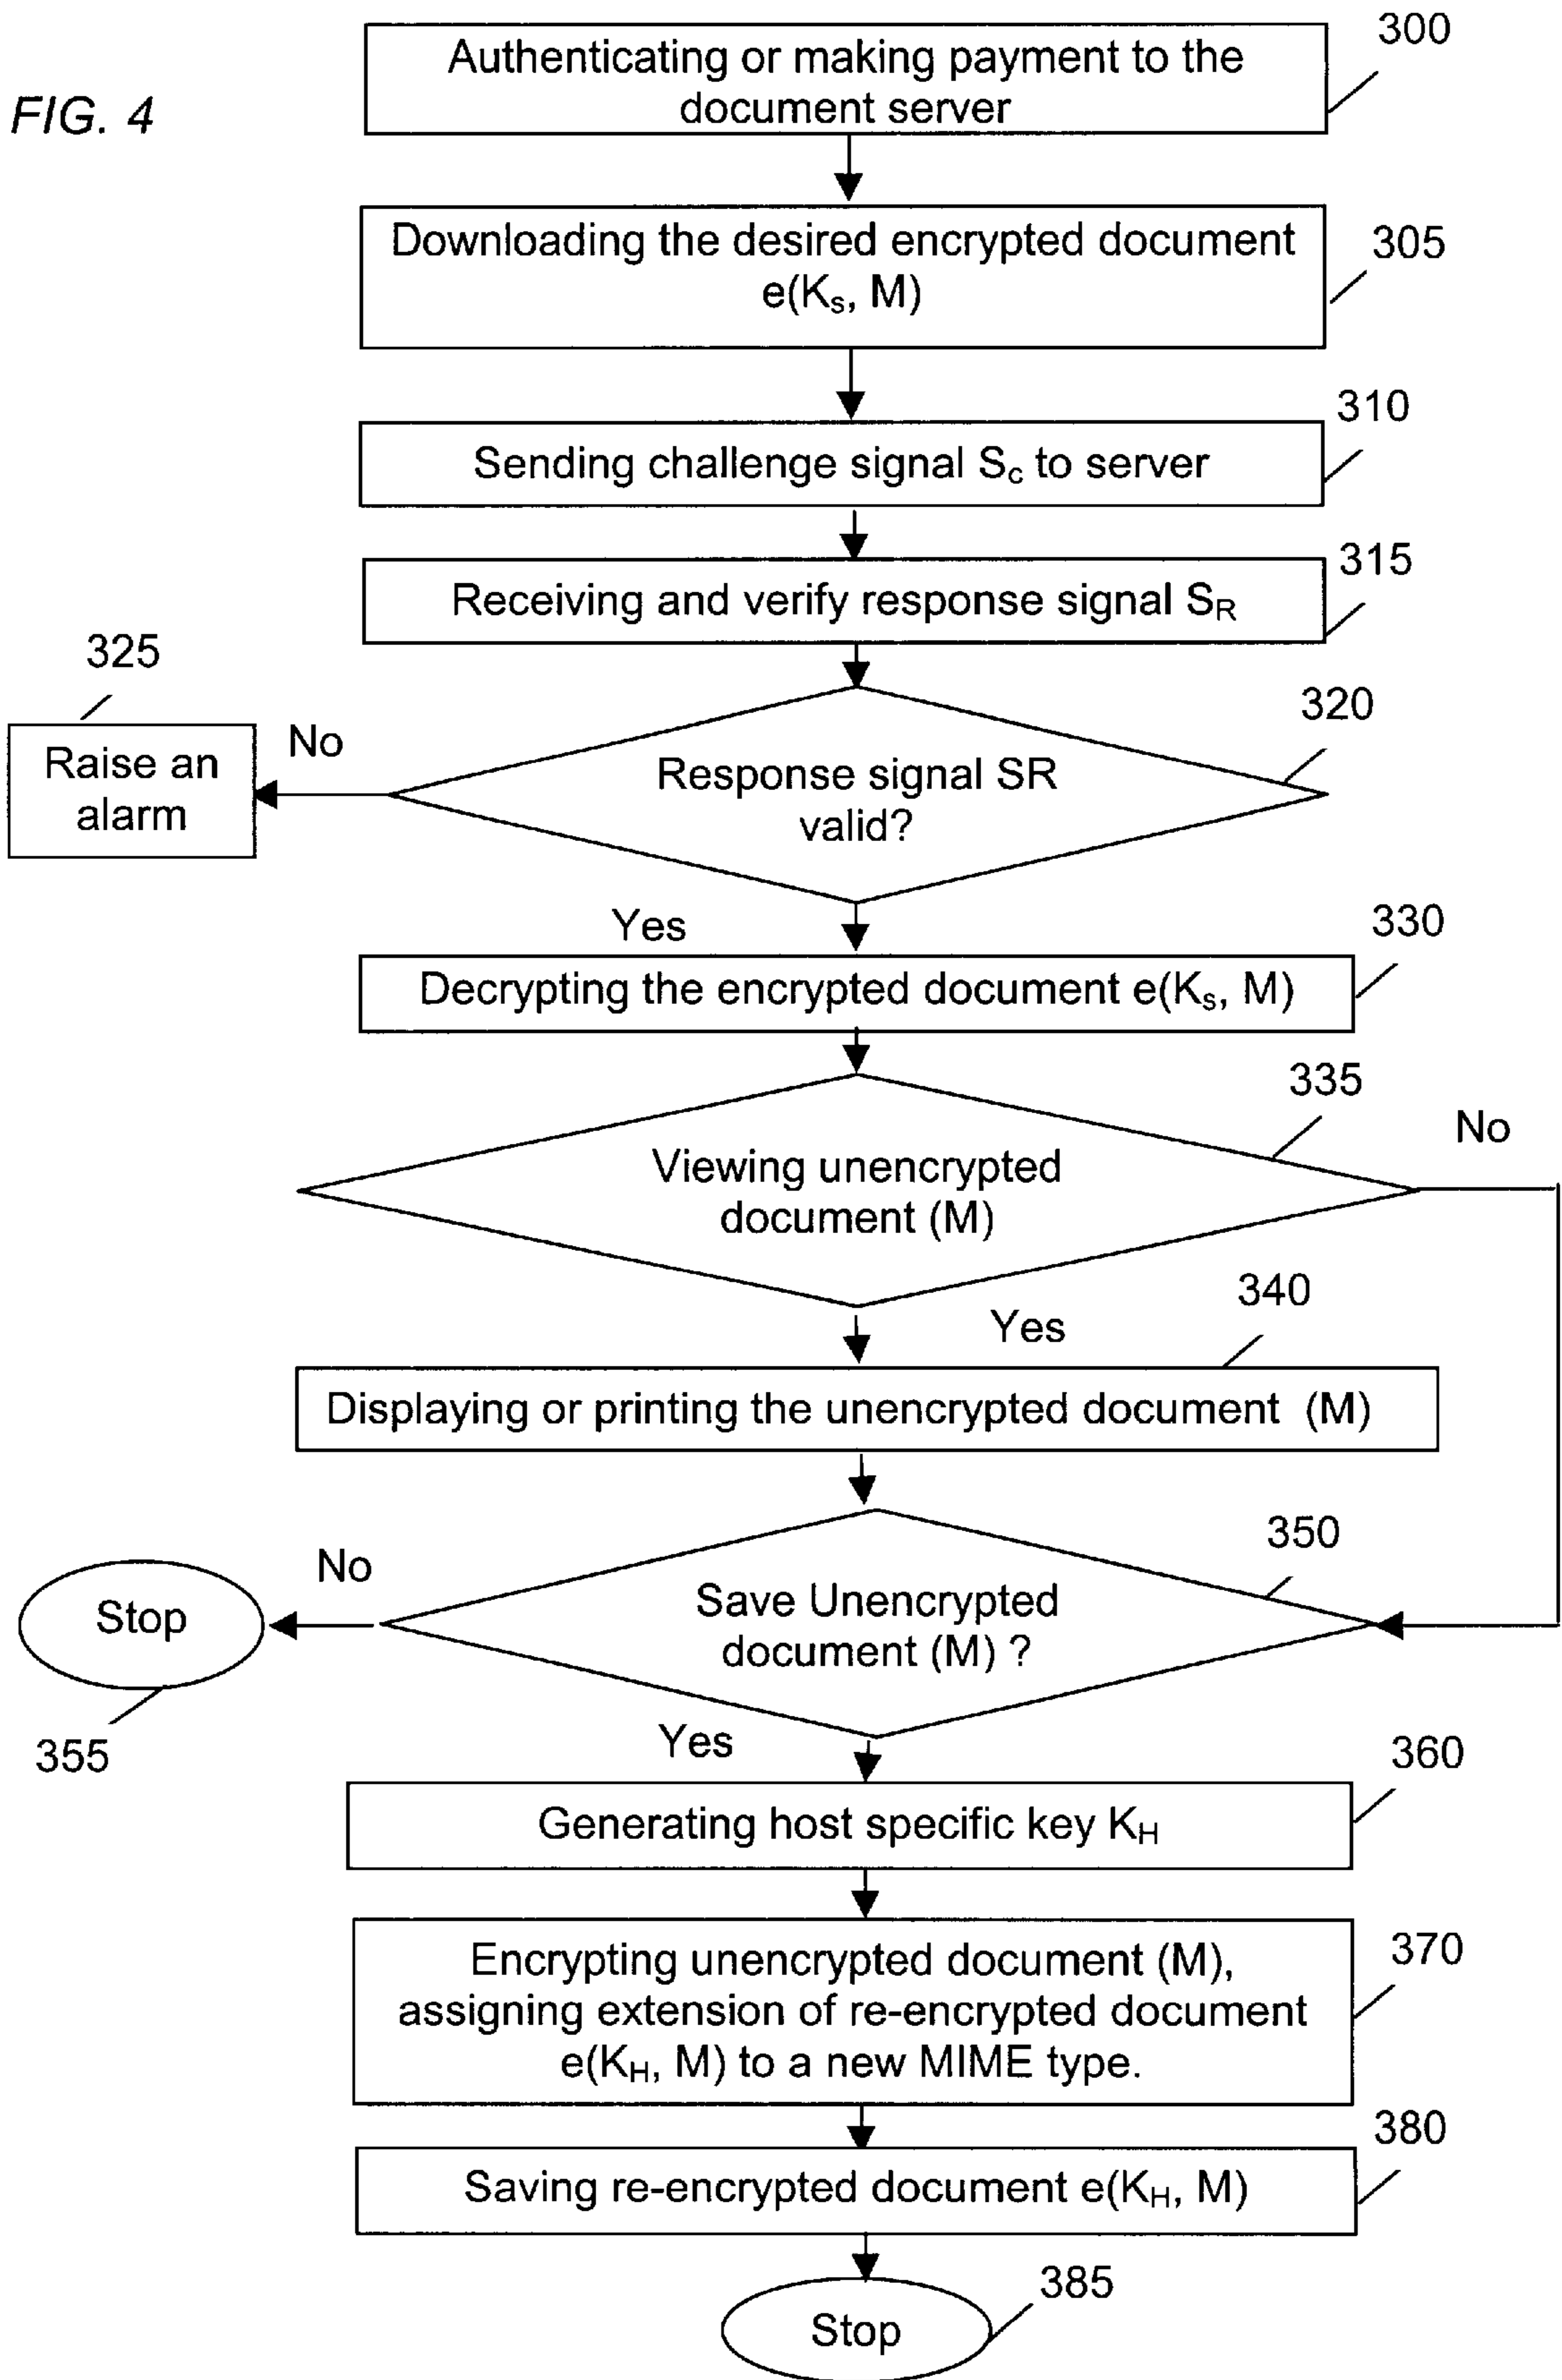 FIG. 4
300
Authenticating or making payment to the
document server
305
Downloading the desired encrypted document
e(Ks, M)
310
Sending challenge signal Sc to server
315
Receiving and verify response signal SR
325
Raise an
alarm
No
320
Response signal SR
valid?
Yes
330
Decrypting the encrypted document e(Ks, M)
335
No
Viewing unencrypted
document (M)
340
Yes
Displaying or printing the unencrypted document (M)
350
No
Stop
355
Save Unencrypted
document (M) ?
Yes
360
Generating host specific key KH
370
Encrypting unencrypted document (M),
assigning extension of re-encrypted document
e(KH, M) to a new MIME type.
380
Saving re-encrypted document e(KH, M)
385
Stop